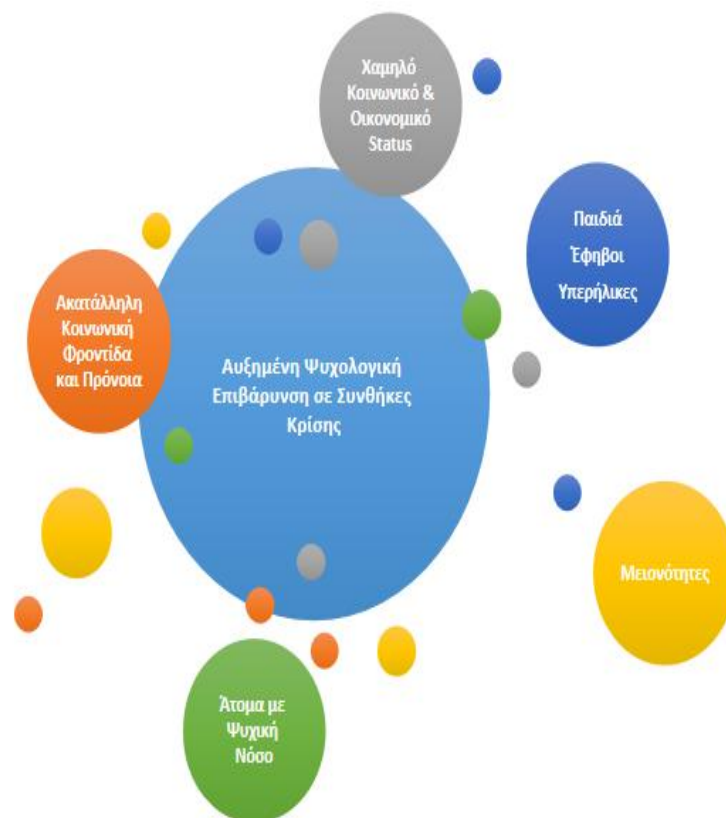 Χαμηλό
Κοινωνικό &
Οικονομικό
Status
Παιδιά
Έφηβοι
Υπερήλικες
Ακατάλληλη
Κοινωνική
Φροντίδα
και Πρόνοια
Αυξημένη Ψυχολογική
Επιβάρυνση σε Συνθήκες
Κρίσης
Μειονότητες
Άτομα με
Ψυχική
Νόσο